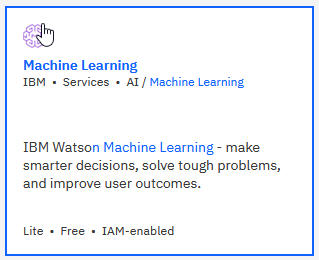 Machine Learning
IBM • Services • AI / Machine Learning
IBM Watson Machine Learning - make
smarter decisions, solve tough problems,
and improve user outcomes.
Lite • Free • IAM-enabled